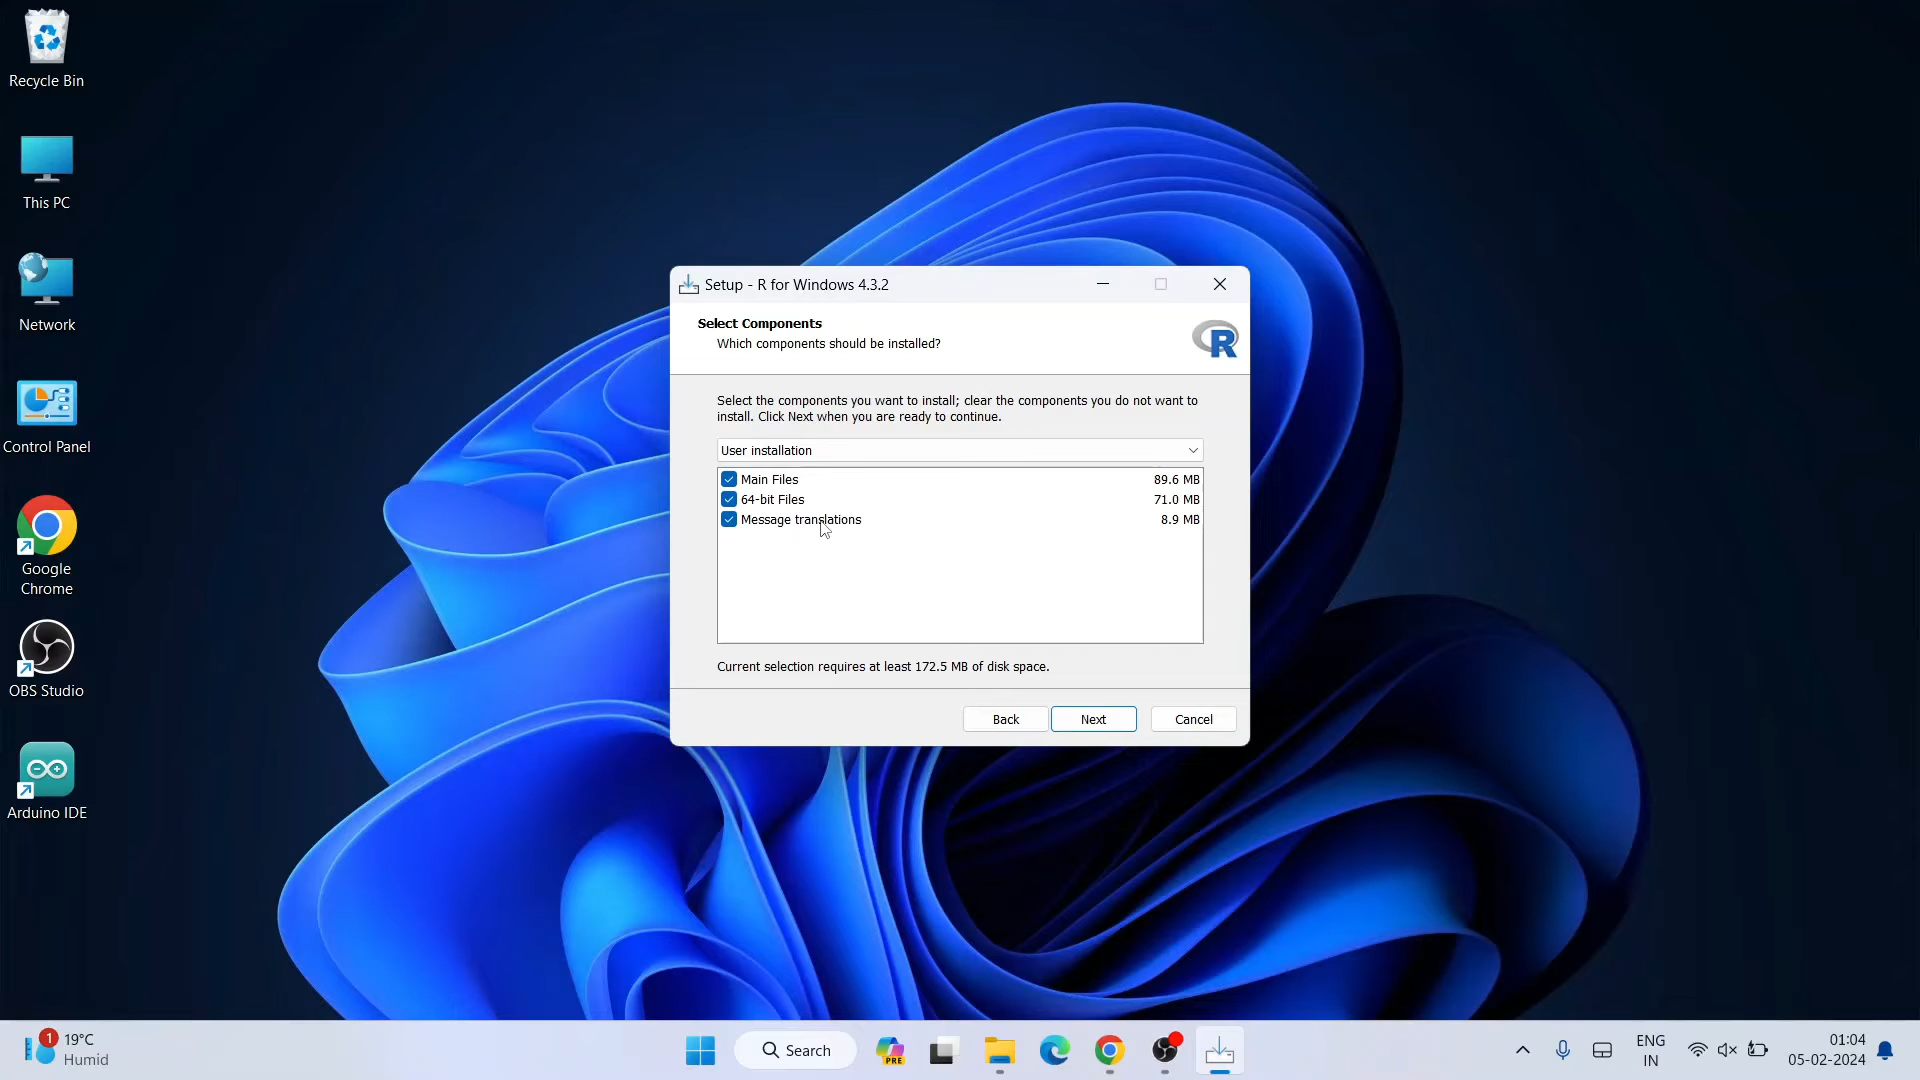 Recycle Bin
This PC
Network
Control Panel
Google
Chrome
OBS Studio
Arduino IDE
Setup - R for Windows 4.3.2
Select Components
Which components should be installed?
R
Select the components you want to install; clear the components you do not want to
install. Click Next when you are ready to continue.
User installation
Main Files 89.6 MB
64-bit Files 71.0 MB
Message translations 8.9 MB
Current selection requires at least 172.5 MB of disk space.
Back Next Cancel
1
19°C
Humid
Search
PRE
ENG
IN
01:04
05-02-2024